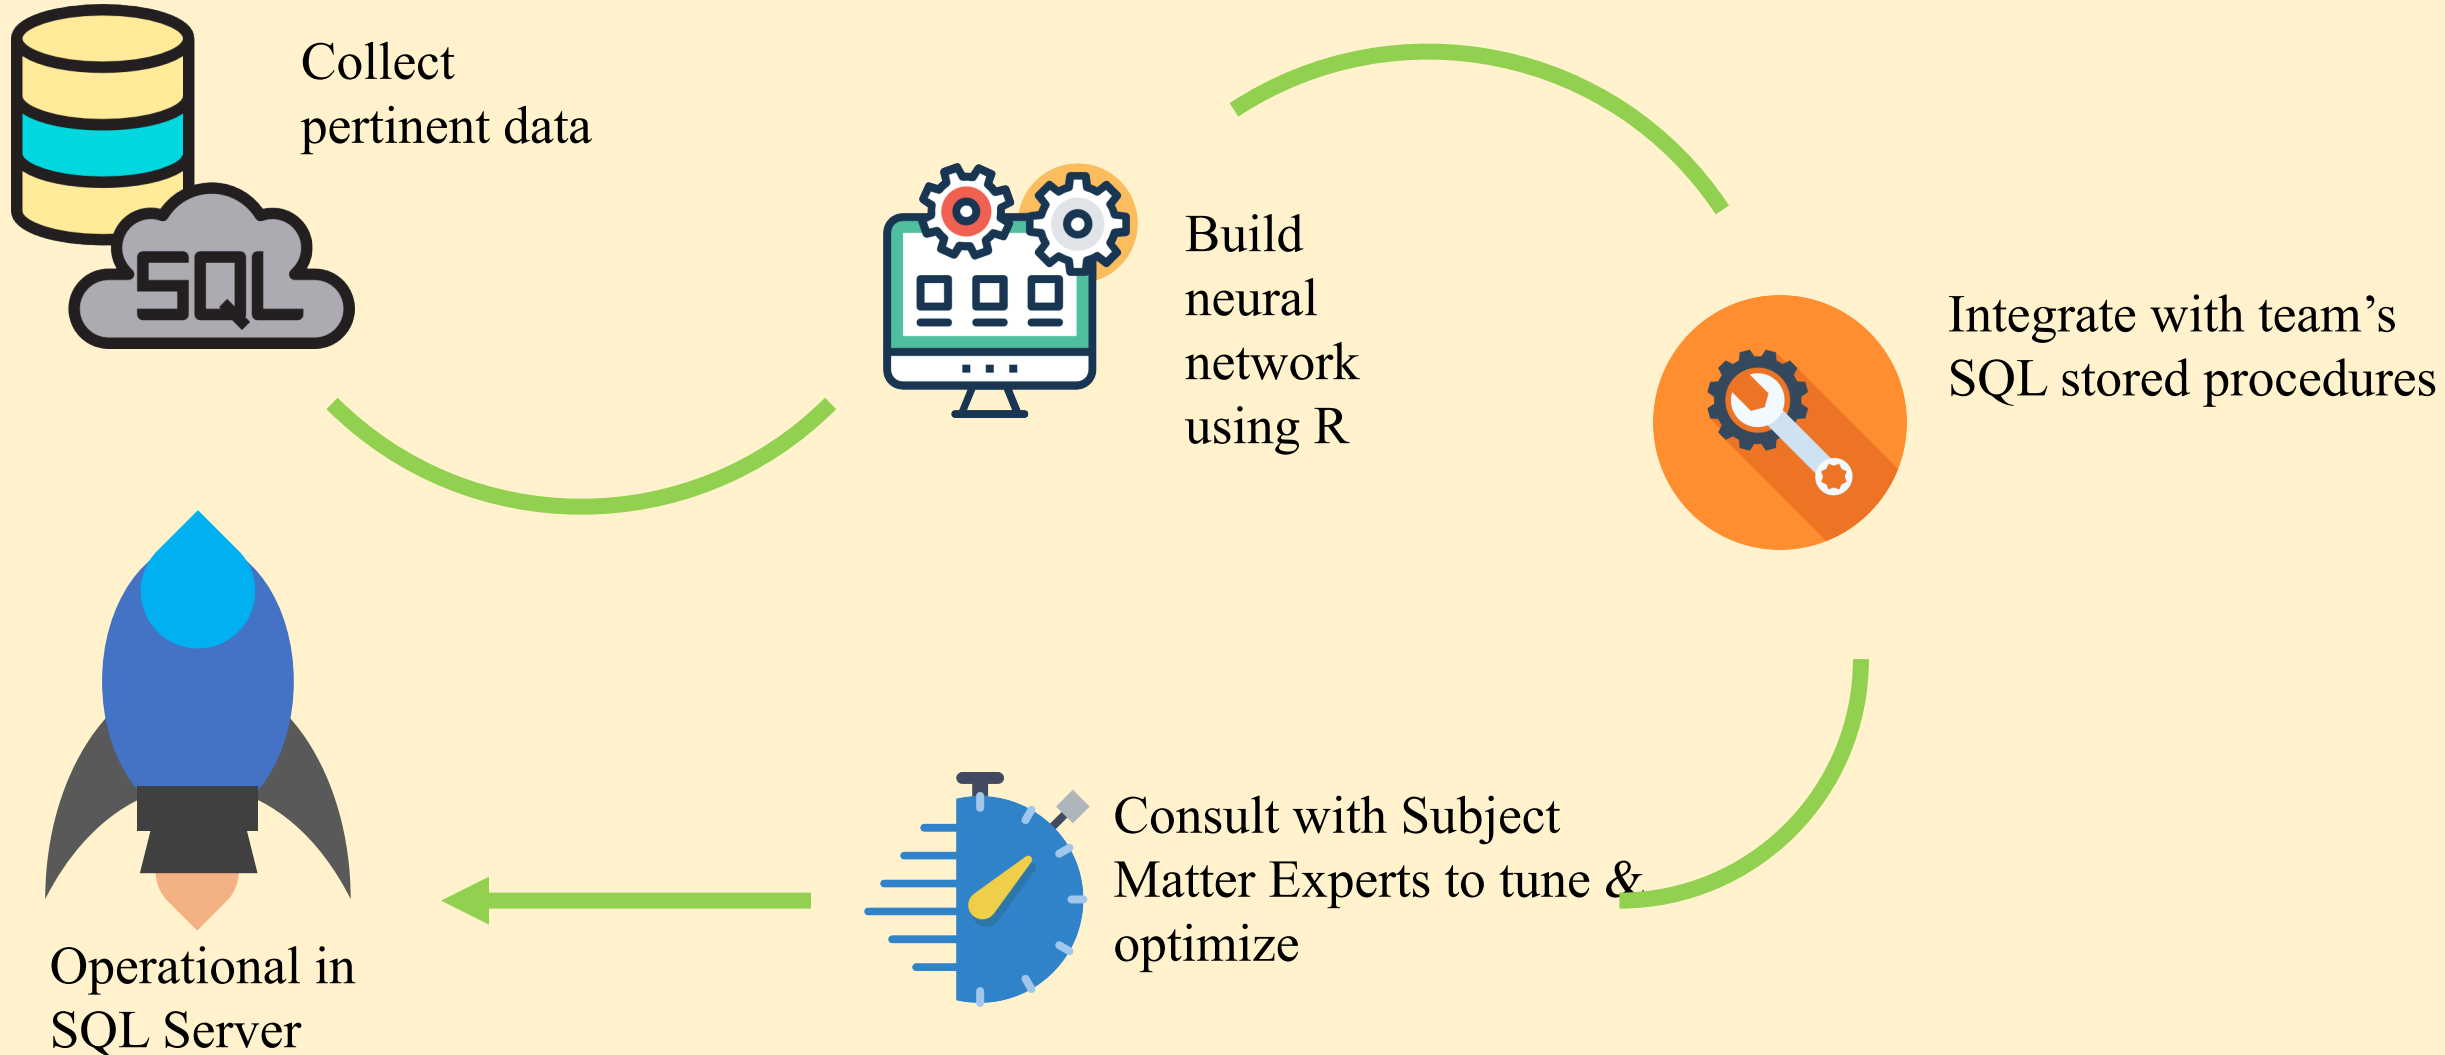 Collect
pertinent data
SQL
Build
neural
network
using R
Integrate with team’s
SQL stored procedures
Consult with Subject
Matter Experts to tune &
optimize
Operational in
SQL Server